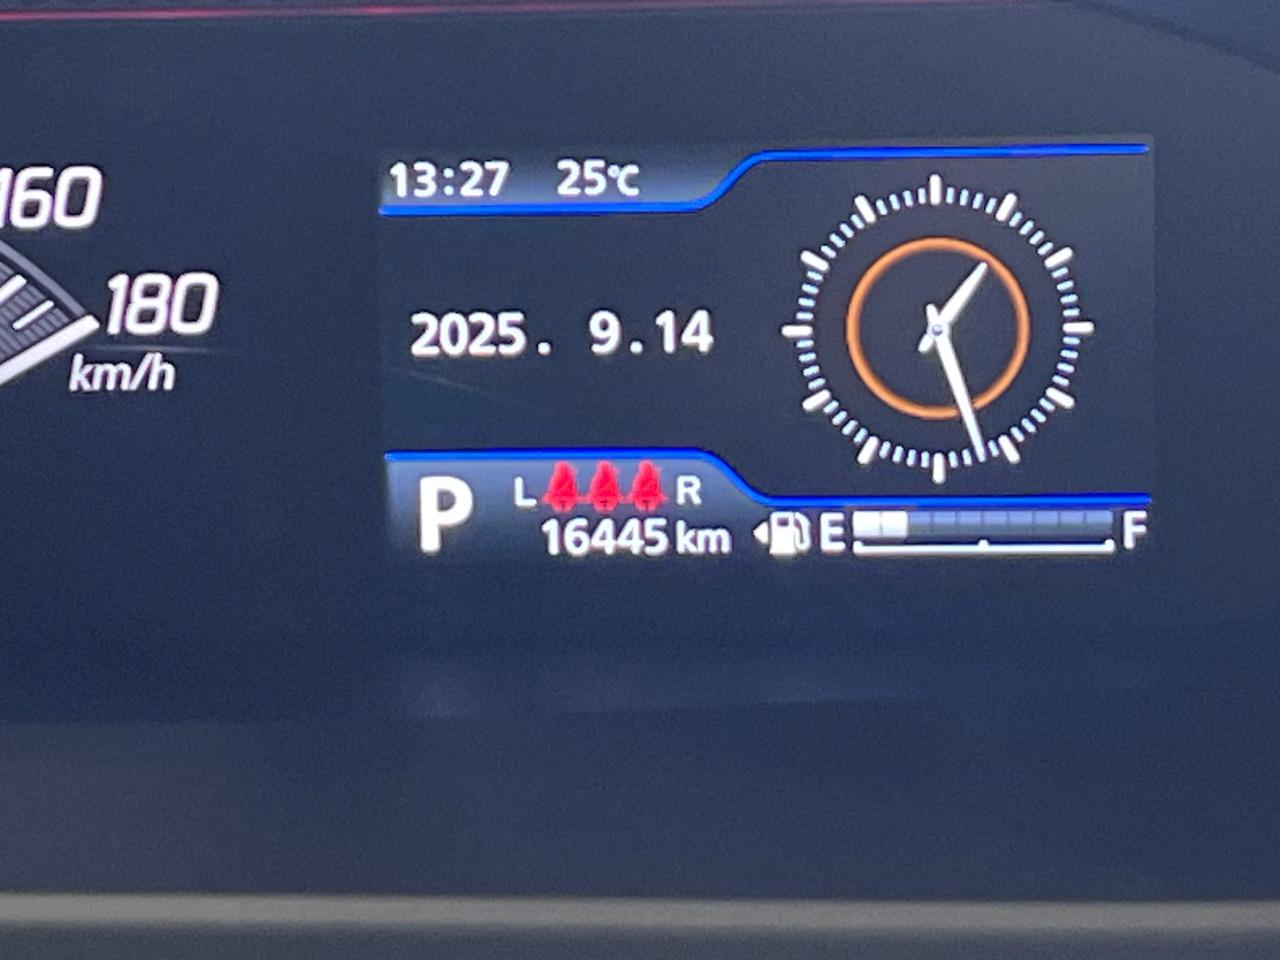 160
180
km/h
13:27 25℃
2025. 9.14
P
L R
16445 km
E F